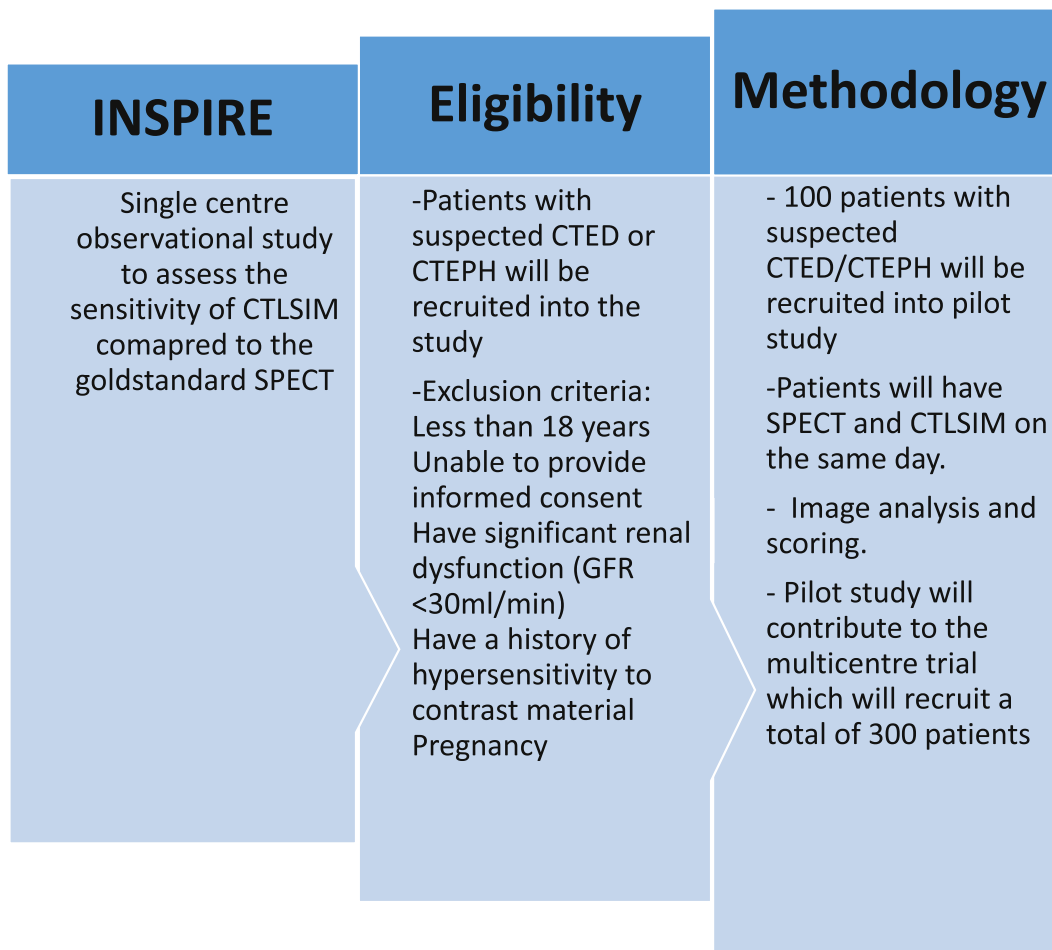 INSPIRE
Single centre
observational study
to assess the
sensitivity of CTLSIM
comapred to the
goldstandard SPECT
Eligibility
-Patients with
suspected CTED or
CTEPH will be
recruited into the
study
-Exclusion criteria:
Less than 18 years
Unable to provide
informed consent
Have significant renal
dysfunction (GFR
<30ml/min)
Have a history of
hypersensitivity to
contrast material
Pregnancy
Methodology
- 100 patients with
suspected
CTED/CTEPH will be
recruited into pilot
study
-Patients will have
SPECT and CTLSIM on
the same day.
- Image analysis and
scoring.
- Pilot study will
contribute to the
multicentre trial
which will recruit a
total of 300 patients